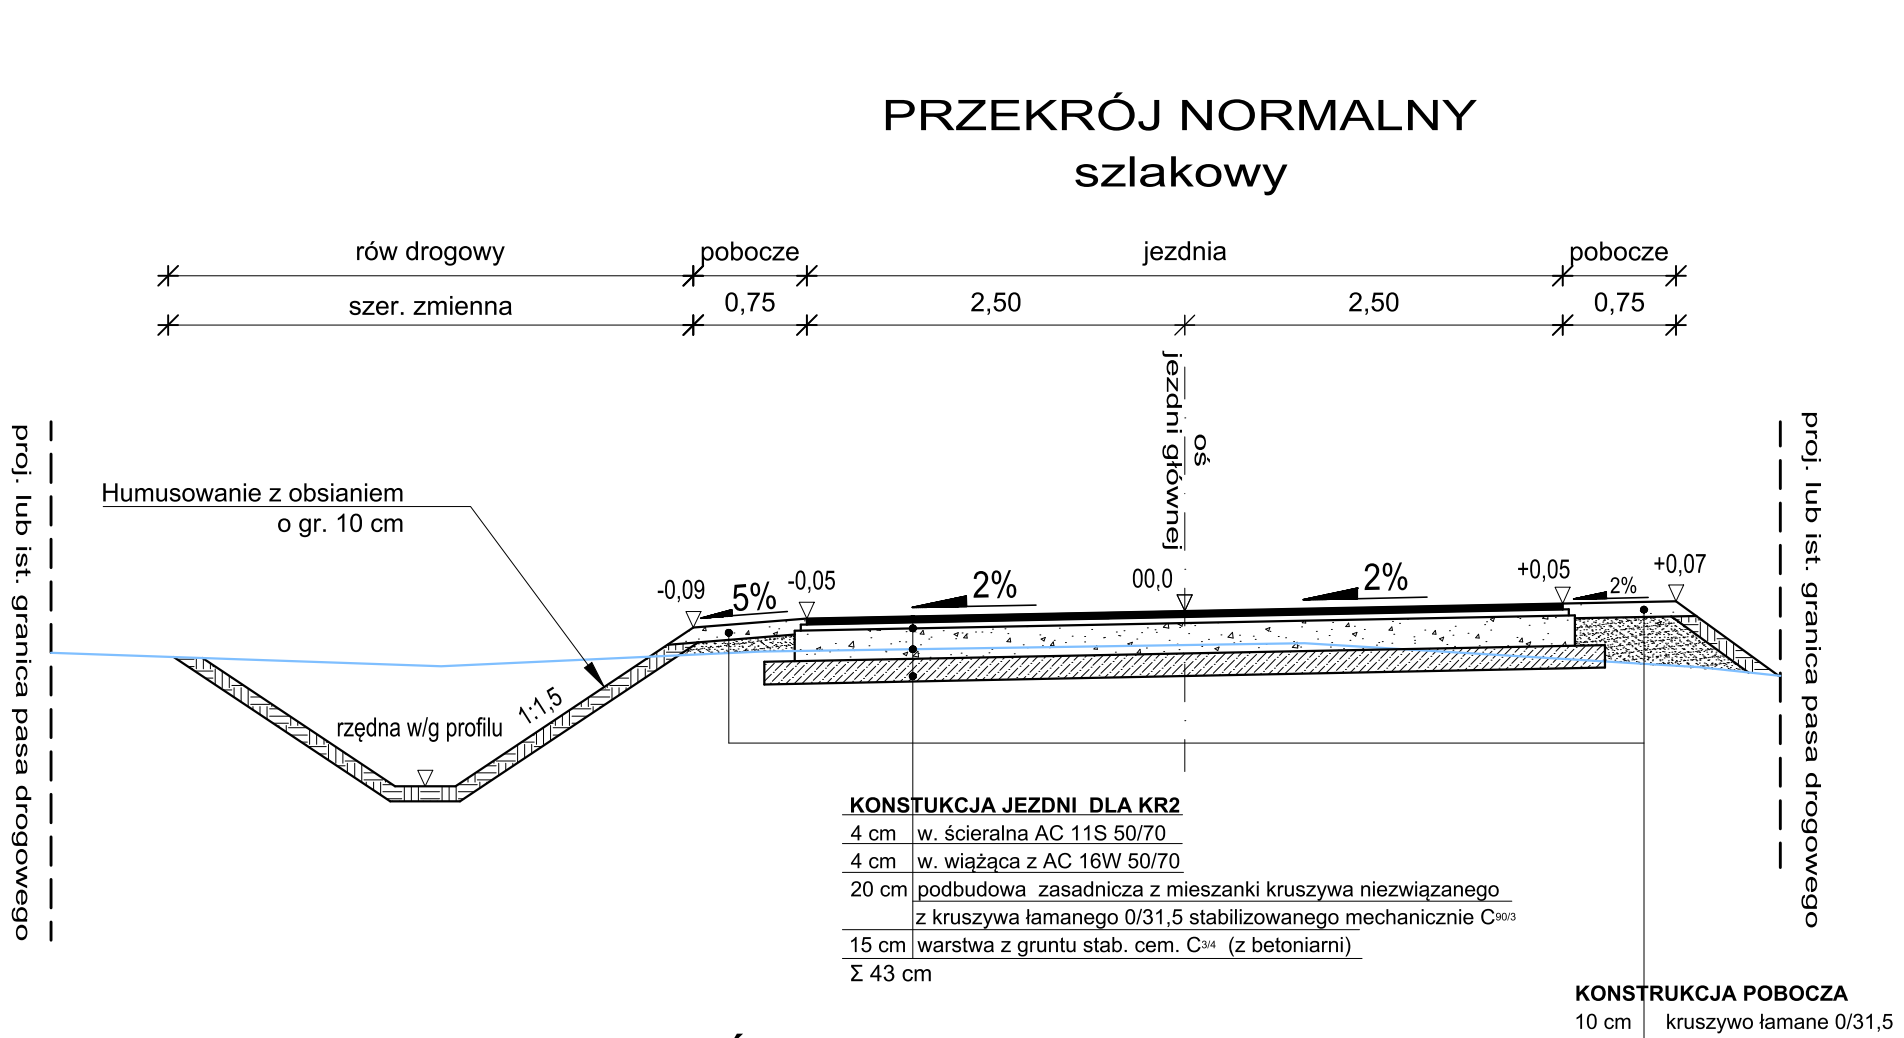 PRZEKRÓJ NORMALNY
szlakowy
rów drogowy
pobocze
jezdnia
pobocze
szer. zmienna
0,75
2,50
2,50
0,75
oś
jezdni głównej
proj. lub ist. granica pasa drogowego
proj. lub ist. granica pasa drogowego
Humusowanie z obsianiem
o gr. 10 cm
-0,09
5%
-0,05
2%
00,0
2%
+0,05
2%
+0,07
rzędna w/g profilu
1:1,5
KONSTUKCJA JEZDNI DLA KR2
4 cm w. ścieralna AC 11S 50/70
4 cm w. wiążąca z AC 16W 50/70
20 cm podbudowa zasadnicza z mieszanki kruszywa niezwiązanego
z kruszywa łamanego 0/31,5 stabilizowanego mechanicznie C90/3
15 cm warstwa z gruntu stab. cem. C3/4 (z betoniarni)
Σ 43 cm
KONSTRUKCJA POBOCZA
10 cm kruszywo łamane 0/31,5